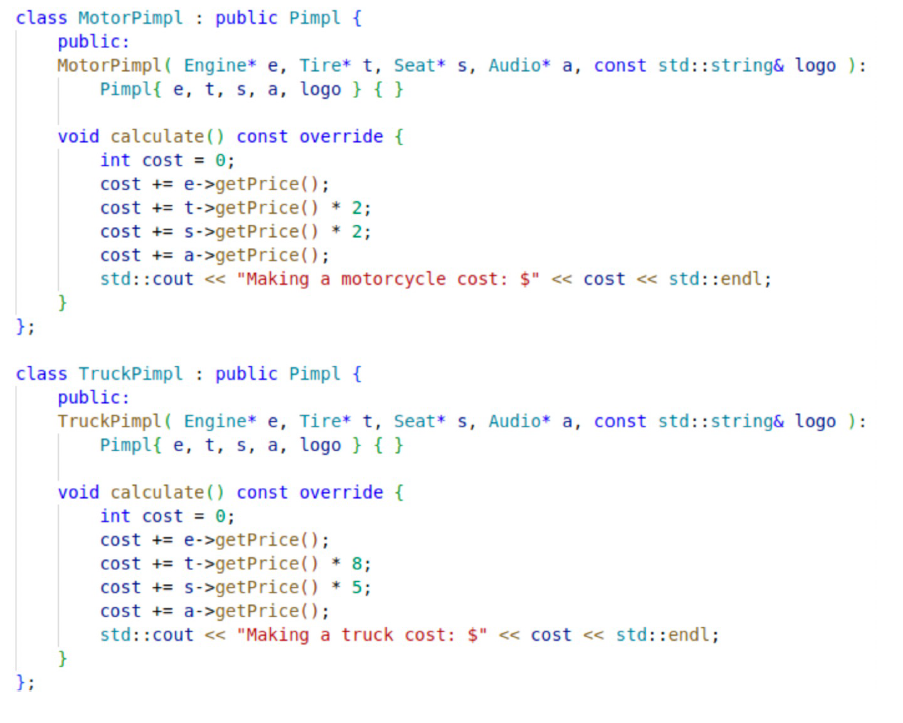 class MotorPimpl : public Pimpl {
    public:
    MotorPimpl( Engine* e, Tire* t, Seat* s, Audio* a, const std::string& logo ):
        Pimpl{ e, t, s, a, logo } { }

    void calculate() const override {
        int cost = 0;
        cost += e->getPrice();
        cost += t->getPrice() * 2;
        cost += s->getPrice() * 2;
        cost += a->getPrice();
        std::cout << "Making a motorcycle cost: $" << cost << std::endl;
    }
};

class TruckPimpl : public Pimpl {
    public:
    TruckPimpl( Engine* e, Tire* t, Seat* s, Audio* a, const std::string& logo ):
        Pimpl{ e, t, s, a, logo } { }

    void calculate() const override {
        int cost = 0;
        cost += e->getPrice();
        cost += t->getPrice() * 8;
        cost += s->getPrice() * 5;
        cost += a->getPrice();
        std::cout << "Making a truck cost: $" << cost << std::endl;
    }
};